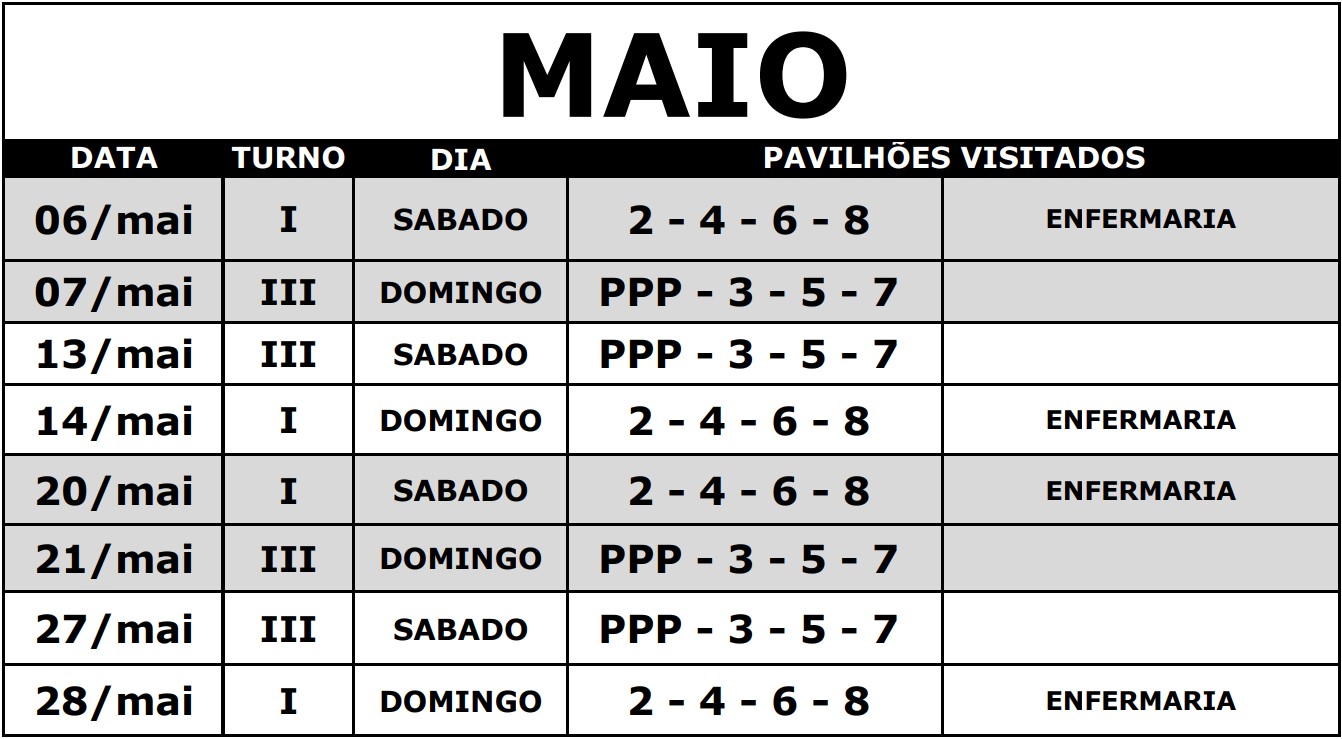 MAIO
DATA TURNO DIA PAVILHÕES VISITADOS
06/mai I SABADO 2 - 4 - 6 - 8 ENFERMARIA
07/mai III DOMINGO PPP - 3 - 5 - 7
13/mai III SABADO PPP - 3 - 5 - 7
14/mai I DOMINGO 2 - 4 - 6 - 8 ENFERMARIA
20/mai I SABADO 2 - 4 - 6 - 8 ENFERMARIA
21/mai III DOMINGO PPP - 3 - 5 - 7
27/mai III SABADO PPP - 3 - 5 - 7
28/mai I DOMINGO 2 - 4 - 6 - 8 ENFERMARIA